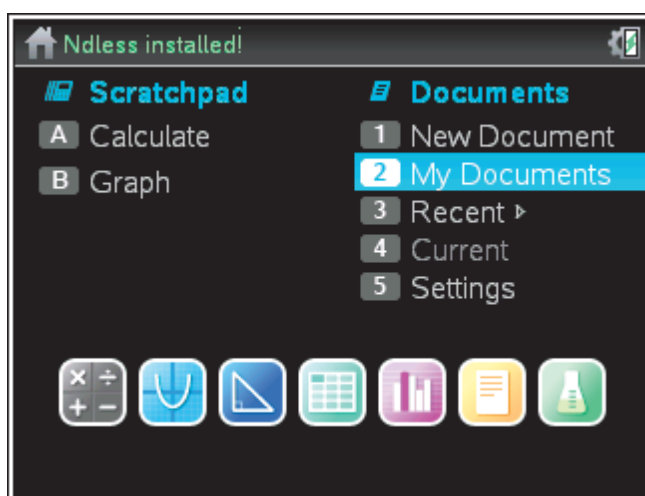 Ndless installed!
Scratchpad
A Calculate
B Graph
Documents
1 New Document
2 My Documents
3 Recent ▹
4 Current
5 Settings